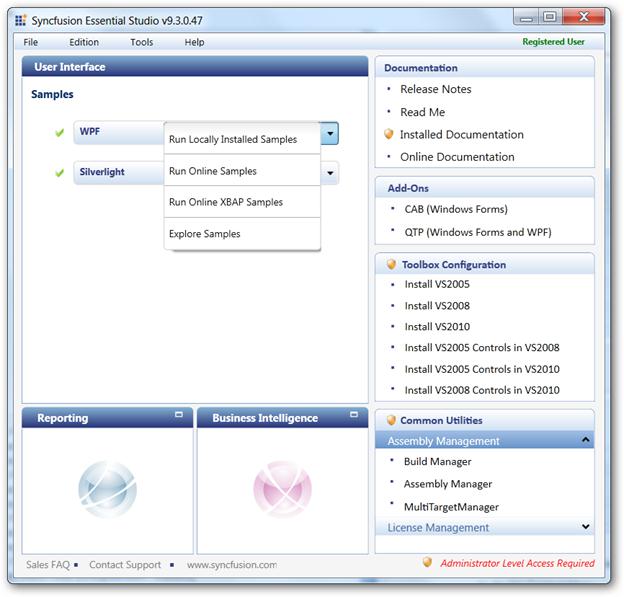 Syncfusion Essential Studio v9.3.0.47
File Edition Tools Help Registered User
User Interface
Samples
WPF
Run Locally Installed Samples
Run Online Samples
Run Online XBAP Samples
Explore Samples
Silverlight
Reporting
Business Intelligence
Documentation
Release Notes
Read Me
Installed Documentation
Online Documentation
Add-Ons
CAB (Windows Forms)
QTP (Windows Forms and WPF)
Toolbox Configuration
Install VS2005
Install VS2008
Install VS2010
Install VS2005 Controls in VS2008
Install VS2005 Controls in VS2010
Install VS2008 Controls in VS2010
Common Utilities
Assembly Management
Build Manager
Assembly Manager
MultiTargetManager
License Management
Sales FAQ Contact Support www.syncfusion.com
Administrator Level Access Required